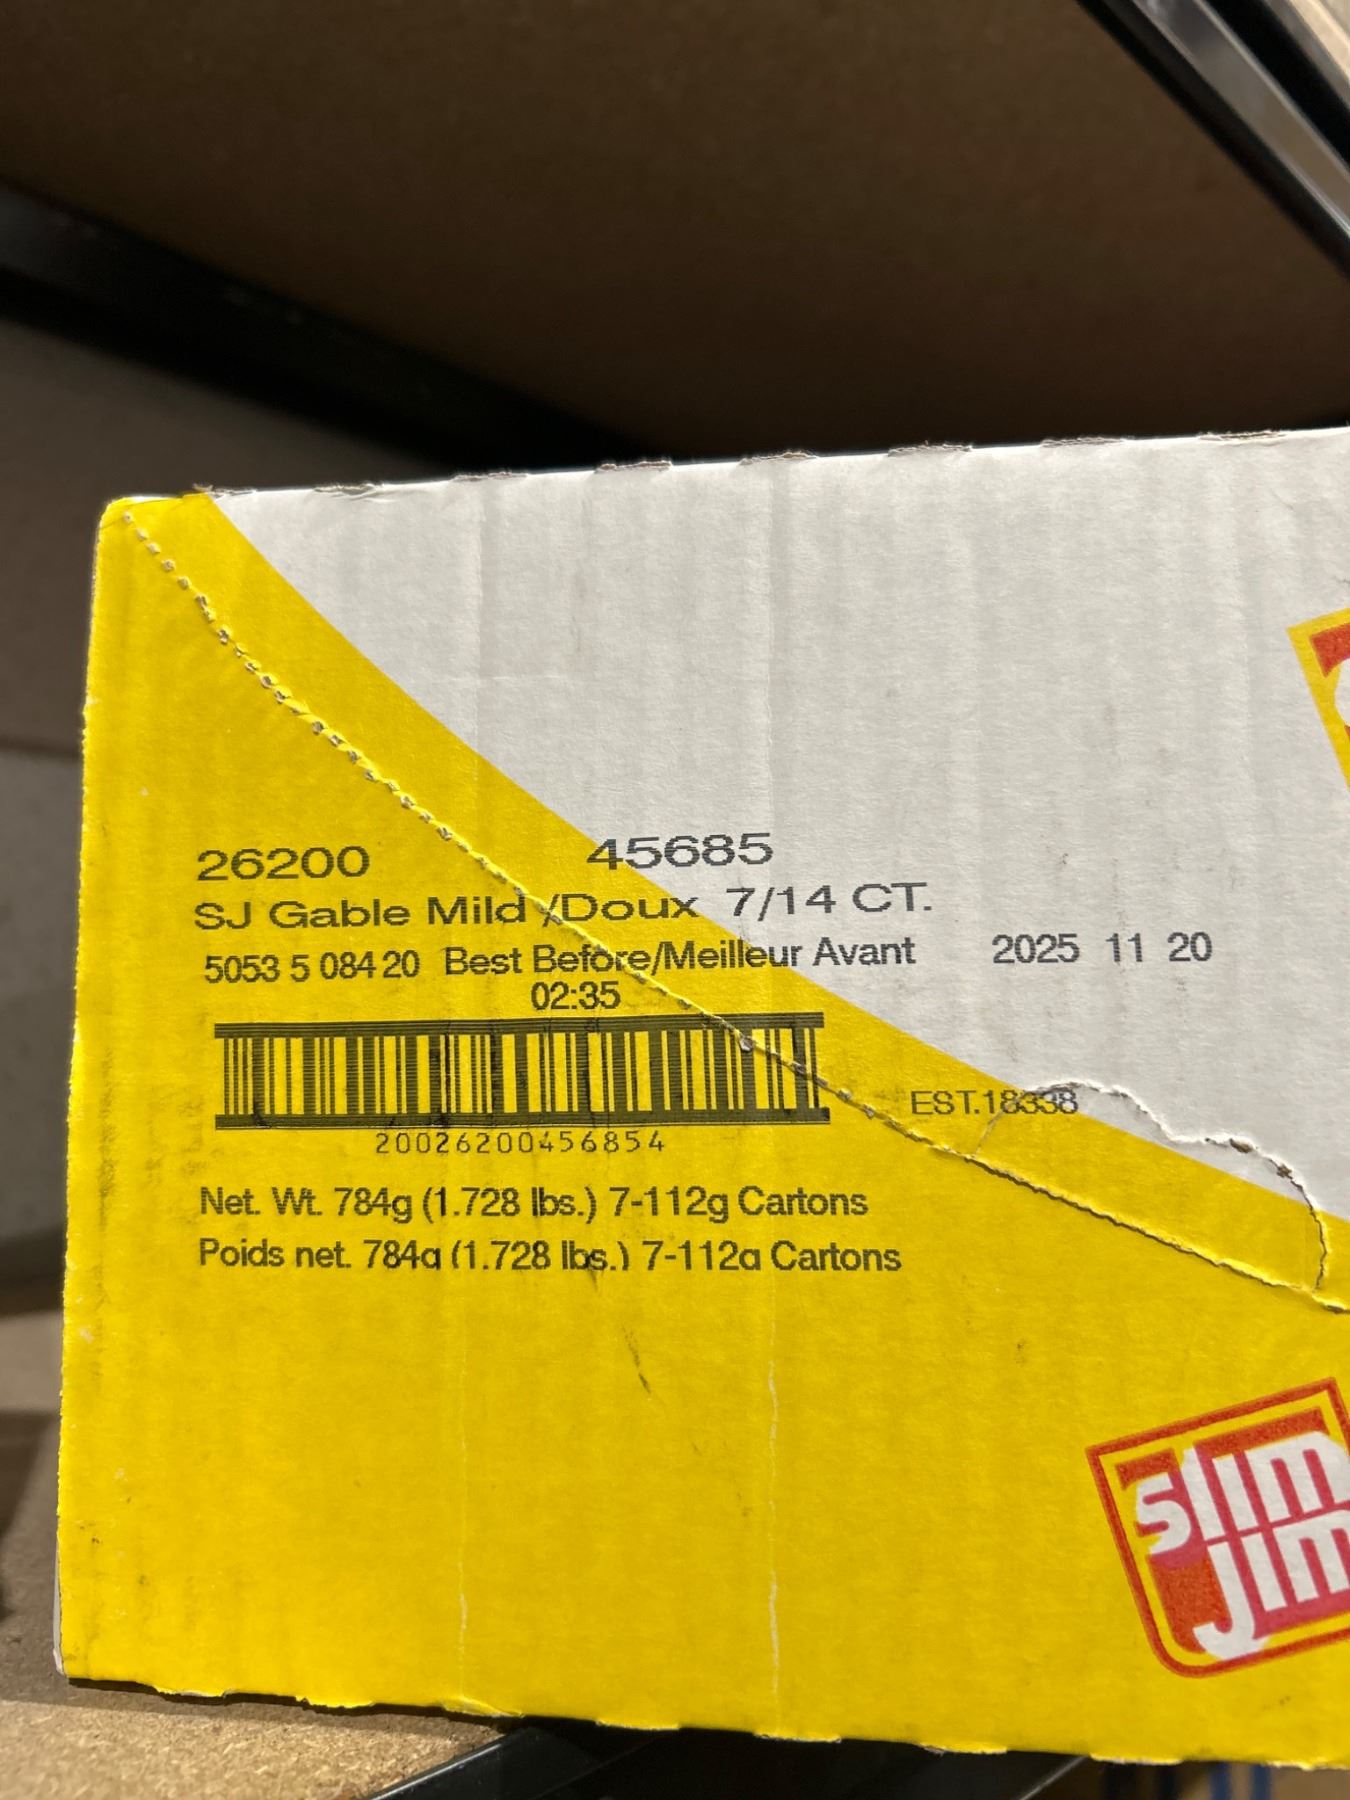 26200 45685
SJ Gable Mild /Doux 7/14 CT.
5053 5 084 20 Best Before/Meilleur Avant 2025 11 20
02:35
EST.18338
20026200456854
Net. Wt. 784g (1.728 lbs.) 7-112g Cartons
Poids net. 784g (1.728 lbs.) 7-112g Cartons
slim
jim